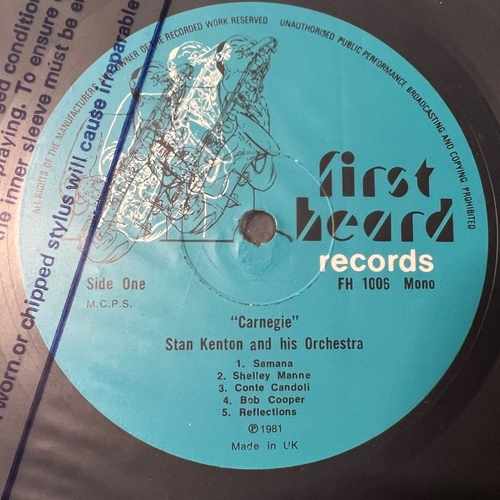 ALL RIGHTS OF THE MANUFACTURER AND OWNER OF THE RECORDED WORK RESERVED
UNAUTHORISED PUBLIC PERFORMANCE, BROADCASTING AND COPYING PROHIBITED
first
heard
records
FH 1006 Mono
Side One
M.C.P.S.
"Carnegie"
Stan Kenton and his Orchestra
1. Samana
2. Shelley Manne
3. Conte Candoli
4. Bob Cooper
5. Reflections
℗ 1981
Made in UK
condition
playing. To ensure
the inner sleeve must be
worn or chipped stylus will cause irreparable